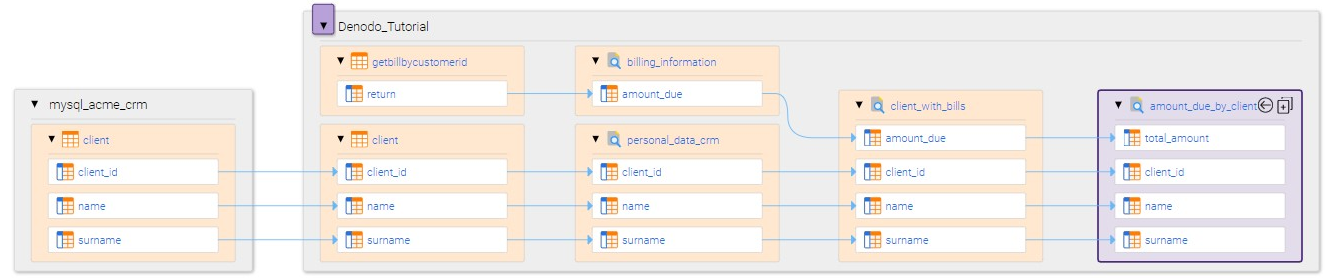 mysql_acme_crm
client
client_id
name
surname
Denodo_Tutorial
getbillbycustomerid
return
client
client_id
name
surname
billing_information
amount_due
personal_data_crm
client_id
name
surname
client_with_bills
amount_due
client_id
name
surname
amount_due_by_client
total_amount
client_id
name
surname